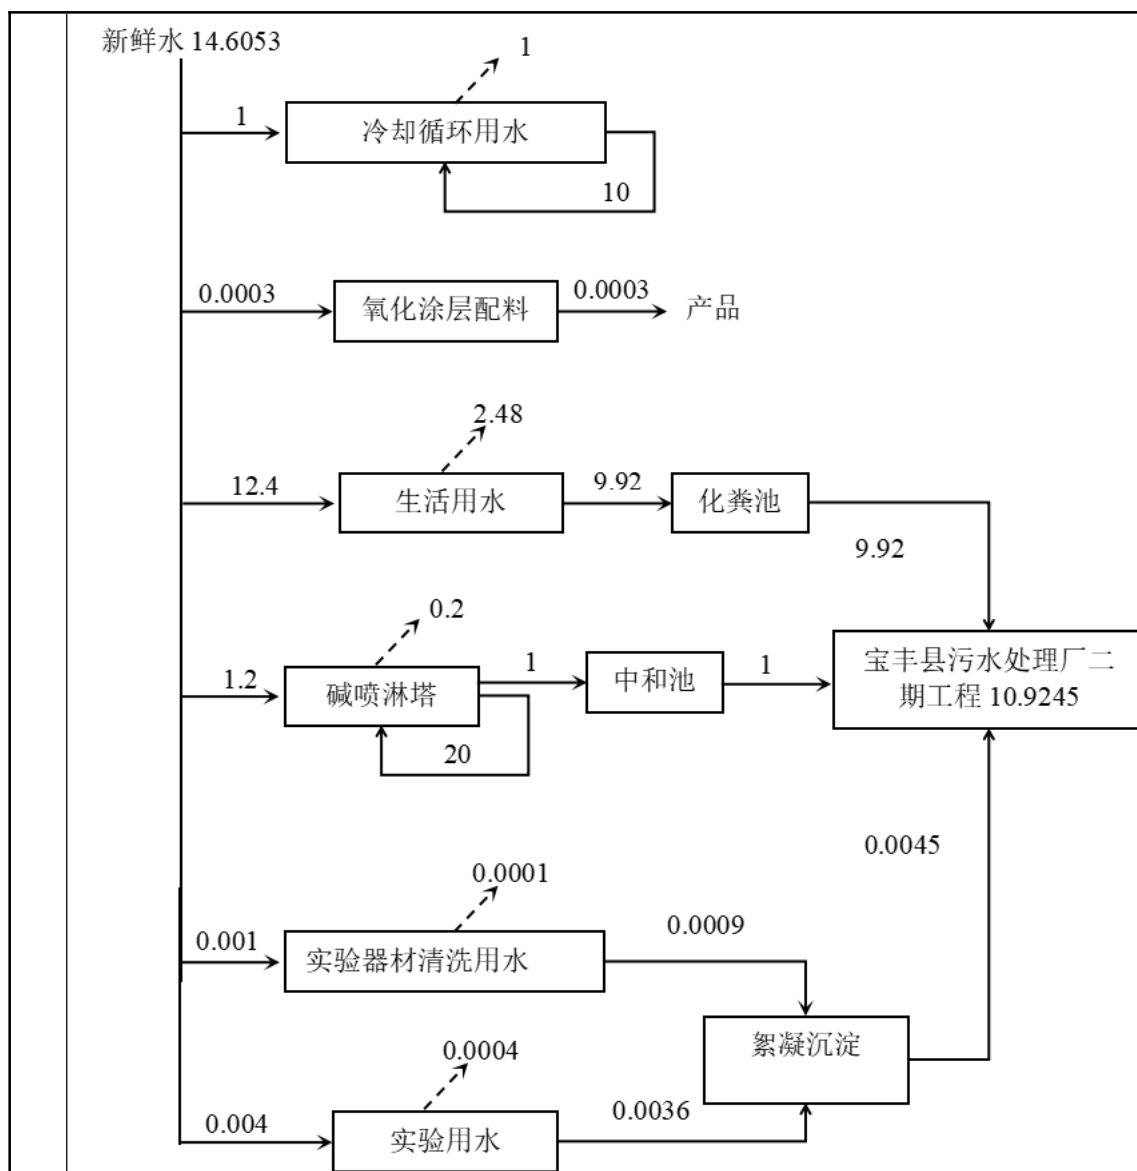 新鲜水 14.6053
1
1
冷却循环用水
10
0.0003
氧化涂层配料
0.0003
产品
2.48
12.4
生活用水
9.92
化粪池
9.92
0.2
1.2
碱喷淋塔
1
中和池
1
宝丰县污水处理厂二
期工程 10.9245
20
0.0045
0.0001
0.001
实验器材清洗用水
0.0009
絮凝沉淀
0.0004
0.004
实验用水
0.0036